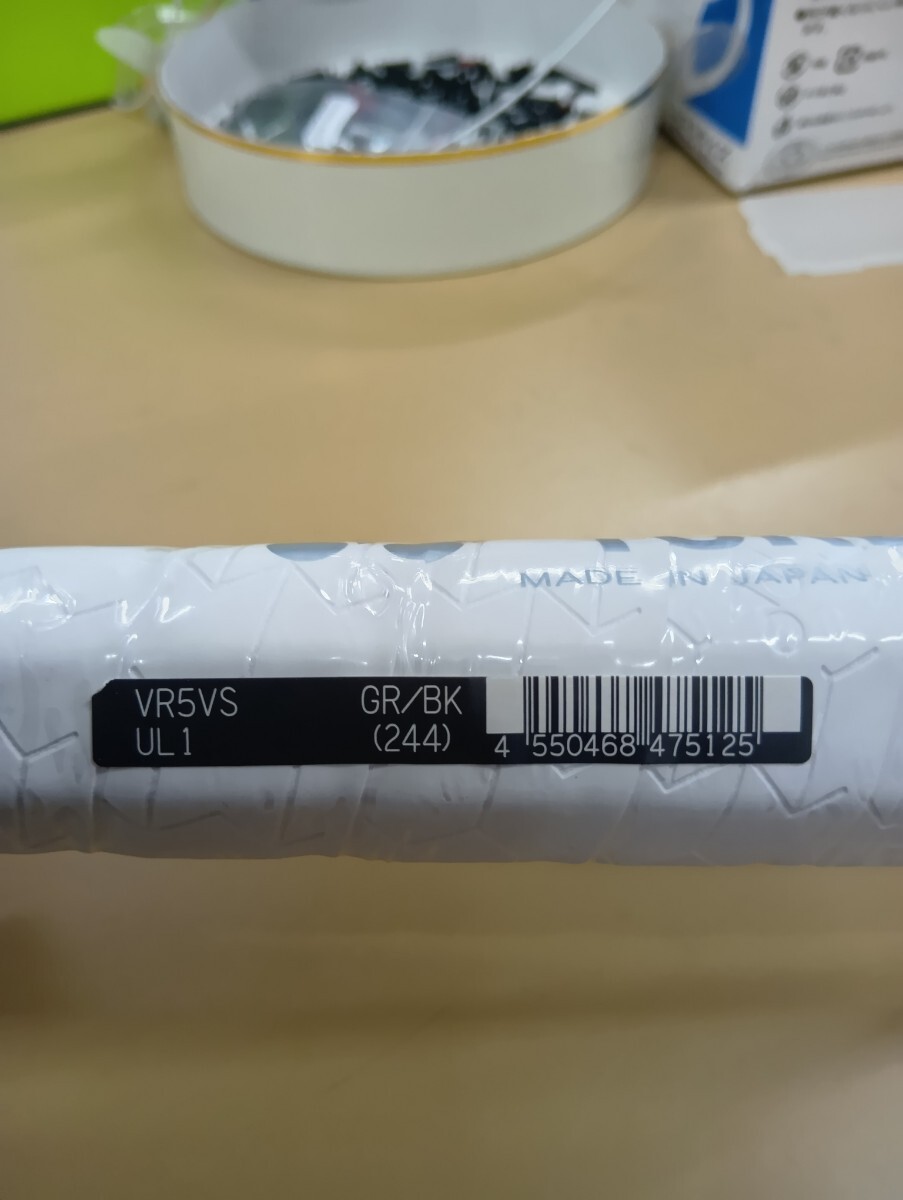 MADE IN JAPAN
VR5VS
UL1
GR/BK
(244)
4 550468 475125